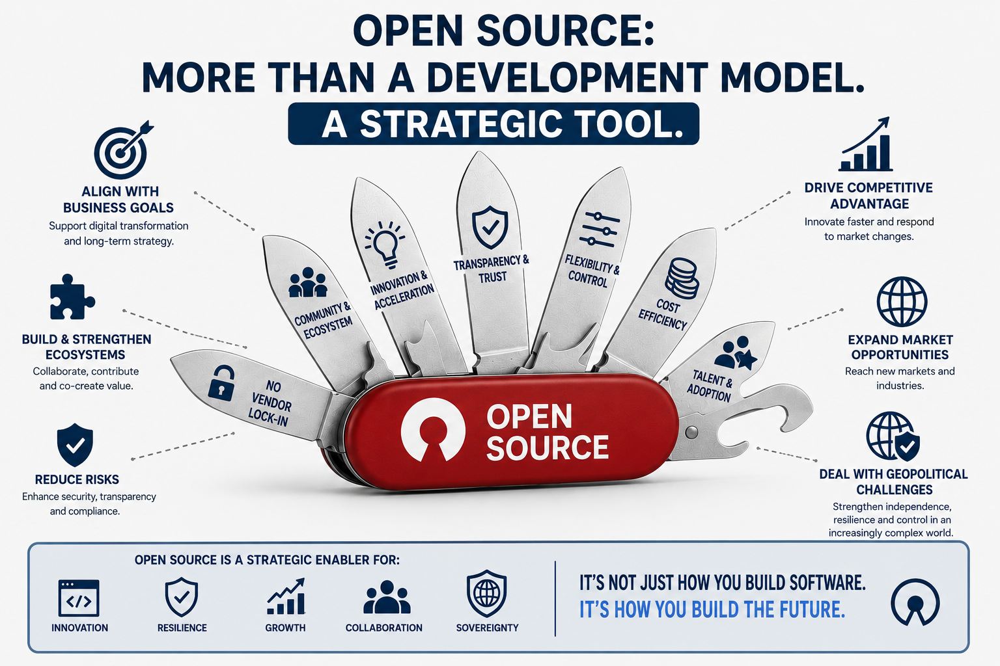 OPEN SOURCE:
MORE THAN A DEVELOPMENT MODEL.
A STRATEGIC TOOL.
ALIGN WITH
BUSINESS GOALS
Support digital transformation
and long-term strategy.
BUILD & STRENGTHEN
ECOSYSTEMS
Collaborate, contribute
and co-create value.
REDUCE RISKS
Enhance security, transparency
and compliance.
NO
VENDOR
LOCK-IN
COMMUNITY &
ECOSYSTEM
INNOVATION &
ACCELERATION
TRANSPARENCY &
TRUST
FLEXIBILITY &
CONTROL
COST
EFFICIENCY
TALENT &
ADOPTION
OPEN
SOURCE
DRIVE COMPETITIVE
ADVANTAGE
Innovate faster and respond
to market changes.
EXPAND MARKET
OPPORTUNITIES
Reach new markets and
industries.
DEAL WITH GEOPOLITICAL
CHALLENGES
Strengthen independence,
resilience and control in an
increasingly complex world.
OPEN SOURCE IS A STRATEGIC ENABLER FOR:
</>
INNOVATION
RESILIENCE
GROWTH
COLLABORATION
SOVEREIGNTY
IT'S NOT JUST HOW YOU BUILD SOFTWARE.
IT'S HOW YOU BUILD THE FUTURE.